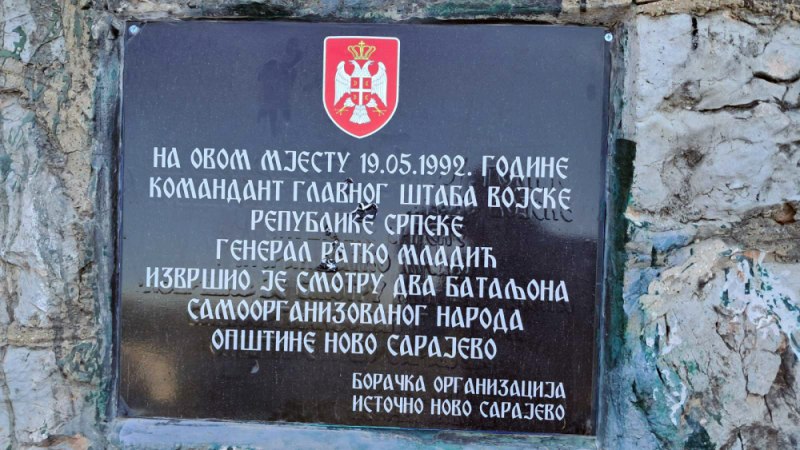 НА ОВОМ МЈЕСТУ 19.05.1992. ГОДИНЕ
КОМАНДАНТ ГЛАВНОГ ШТАБА ВОЈСКЕ
РЕПУБЛИКЕ СРПСКЕ
ГЕНЕРАЛ РАТКО МЛАДИЋ
ИЗВРШИО ЈЕ СМОТРУ ДВА БАТАЉОНА
САМООРГАНИЗОВАНОГ НАРОДА
ОПШТИНЕ НОВО САРАЈЕВО
БОРАЧКА ОРГАНИЗАЦИЈА
ИСТОЧНО НОВО САРАЈЕВО